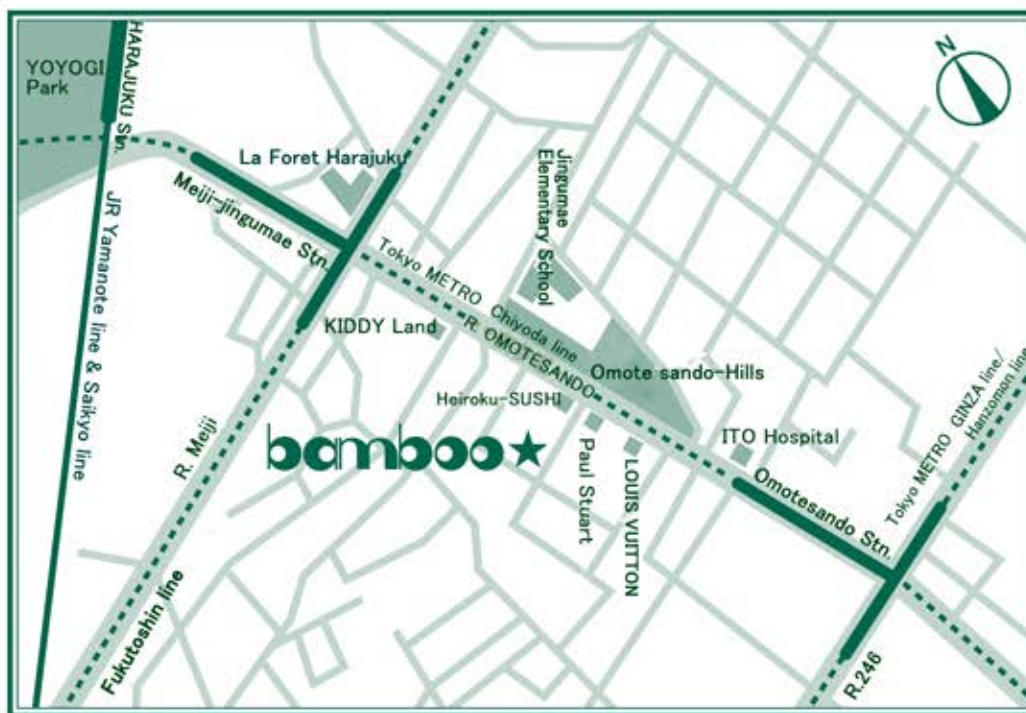 N
YOYOGI
Park
HARAJUKU Stn.
JR Yamanote line & Saikyo line
La Foret Harajuku
Meiji-jingumae Stn.
Jingumae
Elementary School
Tokyo METRO Chiyoda line
R. OMOTESANDO
KIDDY Land
Omote sando-Hills
Heiroku-SUSHI
bamboo★
Paul Stuart
LOUIS VUITTON
ITO Hospital
Omotesando Stn.
Tokyo METRO GINZA line/
Hanzomon line
R. Meiji
Fukutoshin line
R.246